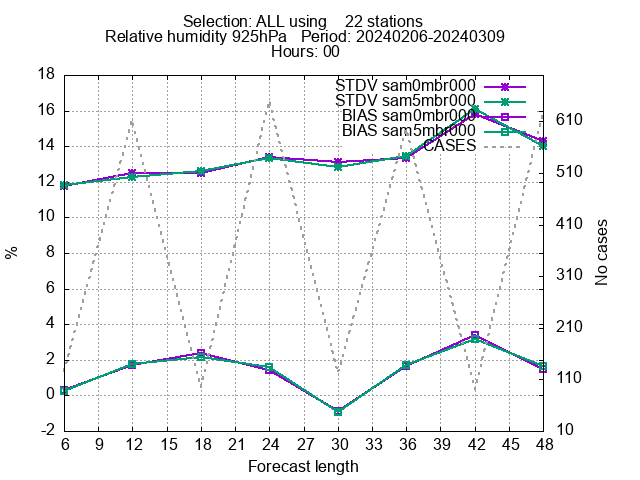 Selection: ALL using    22 stations
Relative humidity 925hPa   Period: 20240206-20240309
Hours: 00
STDV sam0mbr000
STDV sam5mbr000
BIAS sam0mbr000
BIAS sam5mbr000
CASES
18
16
14
12
10
8
6
4
2
0
-2
%
610
510
410
310
210
110
10
No cases
6 9 12 15 18 21 24 27 30 33 36 39 42 45 48
Forecast length